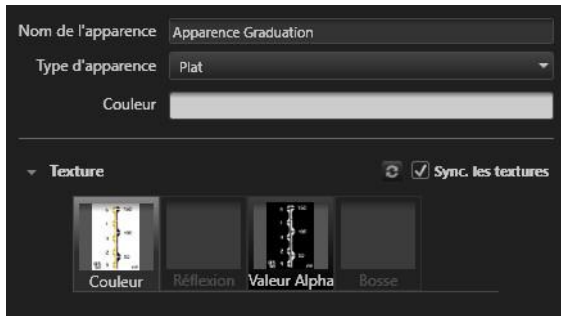 Nom de l'apparence Apparence Graduation
Type d'apparence Plat
Couleur
Texture Sync. les textures
Couleur Réflexion Valeur Alpha Bosse